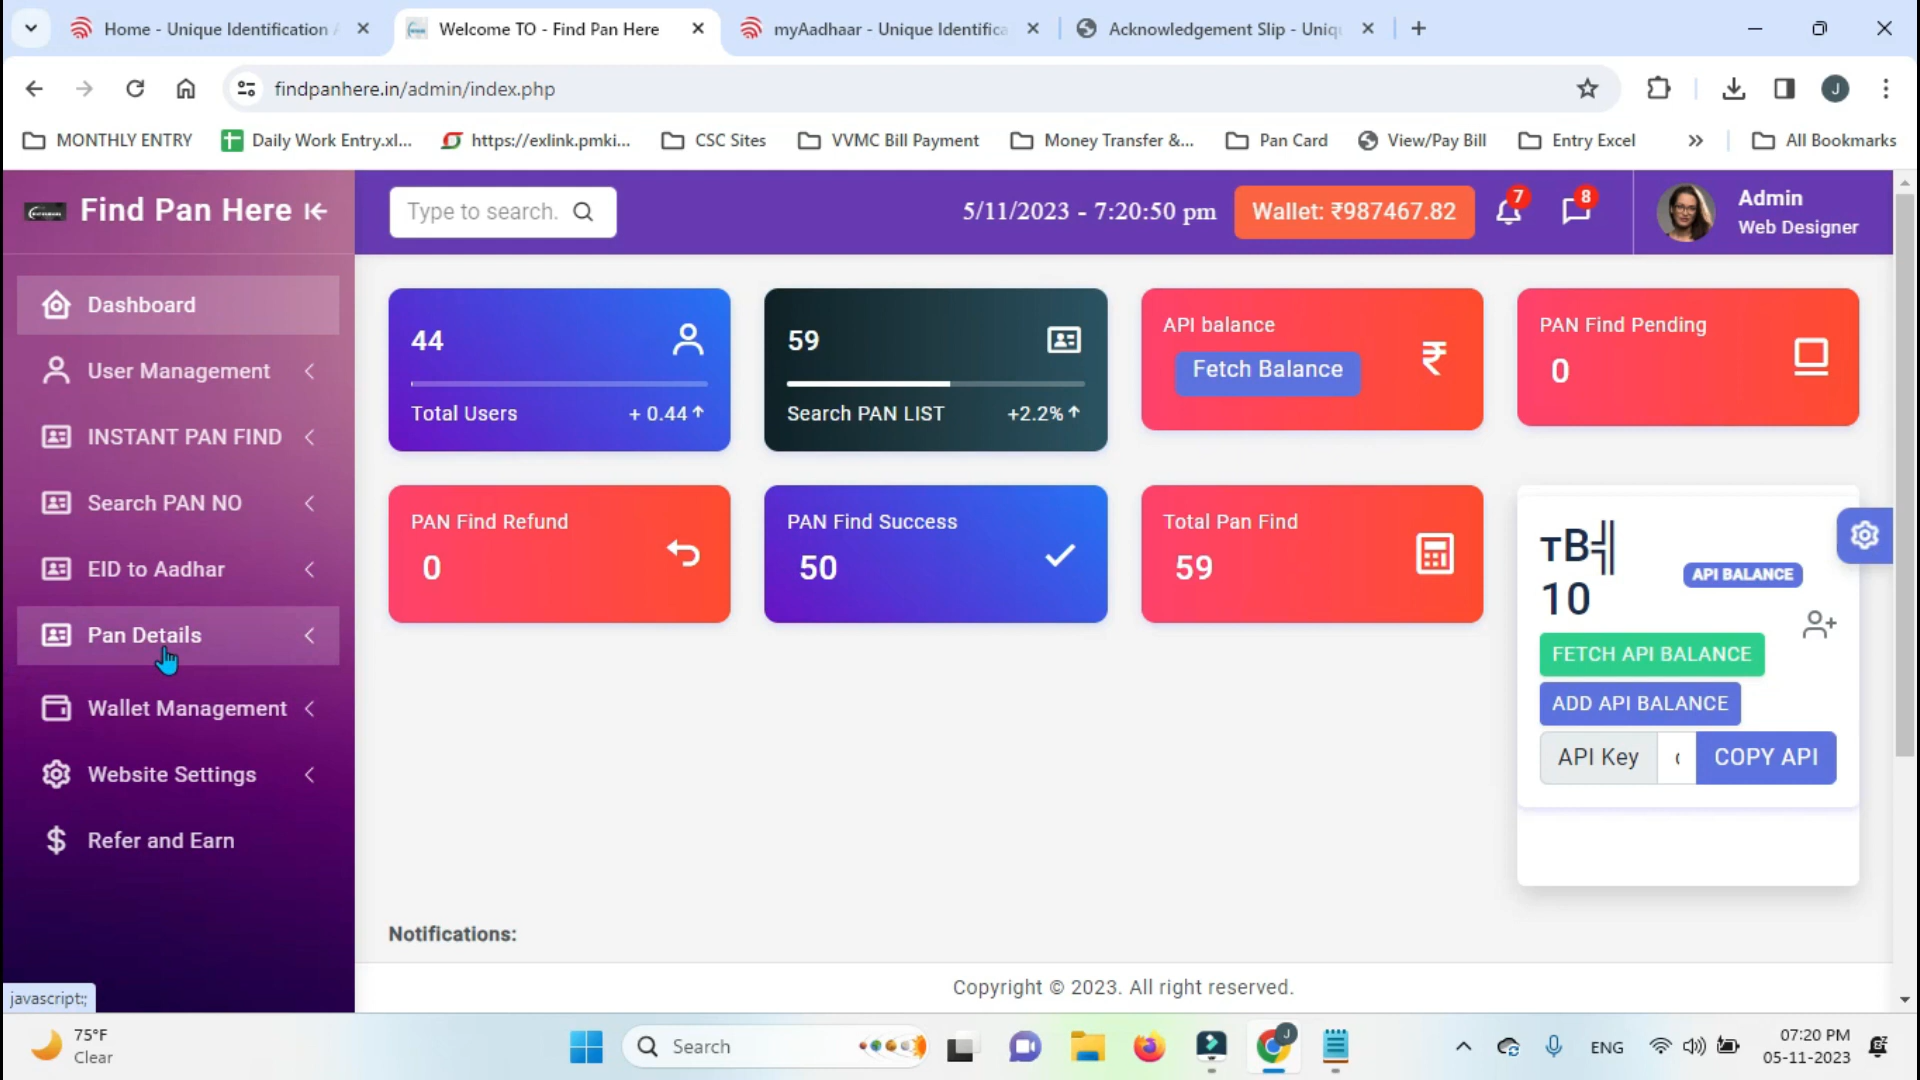 Home - Unique Identification A
Welcome TO - Find Pan Here
myAadhaar - Unique Identifica
Acknowledgement Slip - Uniq
findpanhere.in/admin/index.php
J
MONTHLY ENTRY
Daily Work Entry.xl...
https://exlink.pmki...
CSC Sites
VVMC Bill Payment
Money Transfer &...
Pan Card
View/Pay Bill
Entry Excel
»
All Bookmarks
Find Pan Here
Type to search.
5/11/2023 - 7:20:50 pm
Wallet: ₹987467.82
7
8
Admin
Web Designer
Dashboard
User Management
INSTANT PAN FIND
Search PAN NO
EID to Aadhar
Pan Details
Wallet Management
Website Settings
Refer and Earn
44
Total Users
+ 0.44
59
Search PAN LIST
+2.2%
API balance
Fetch Balance
₹
PAN Find Pending
0
PAN Find Refund
0
PAN Find Success
50
Total Pan Find
59
тВ╣
10
API BALANCE
FETCH API BALANCE
ADD API BALANCE
API Key
COPY API
Notifications:
Copyright © 2023. All right reserved.
javascript:;
75°F
Clear
Search
J
ENG
07:20 PM
05-11-2023